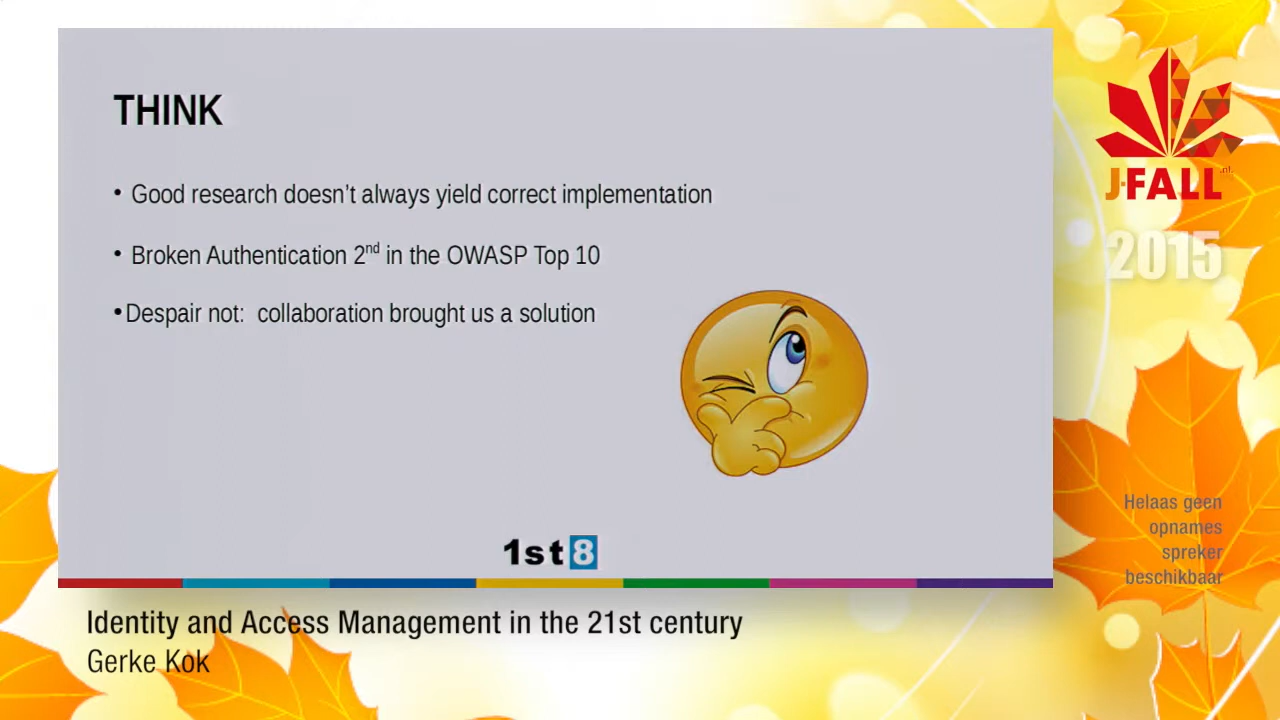 THINK
• Good research doesn't always yield correct implementation
• Broken Authentication 2nd in the OWASP Top 10
•Despair not:  collaboration brought us a solution
1st8
Identity and Access Management in the 21st century
Gerke Kok
J-FALL.nl
2015
Helaas geen
opnames
spreker
beschikbaar